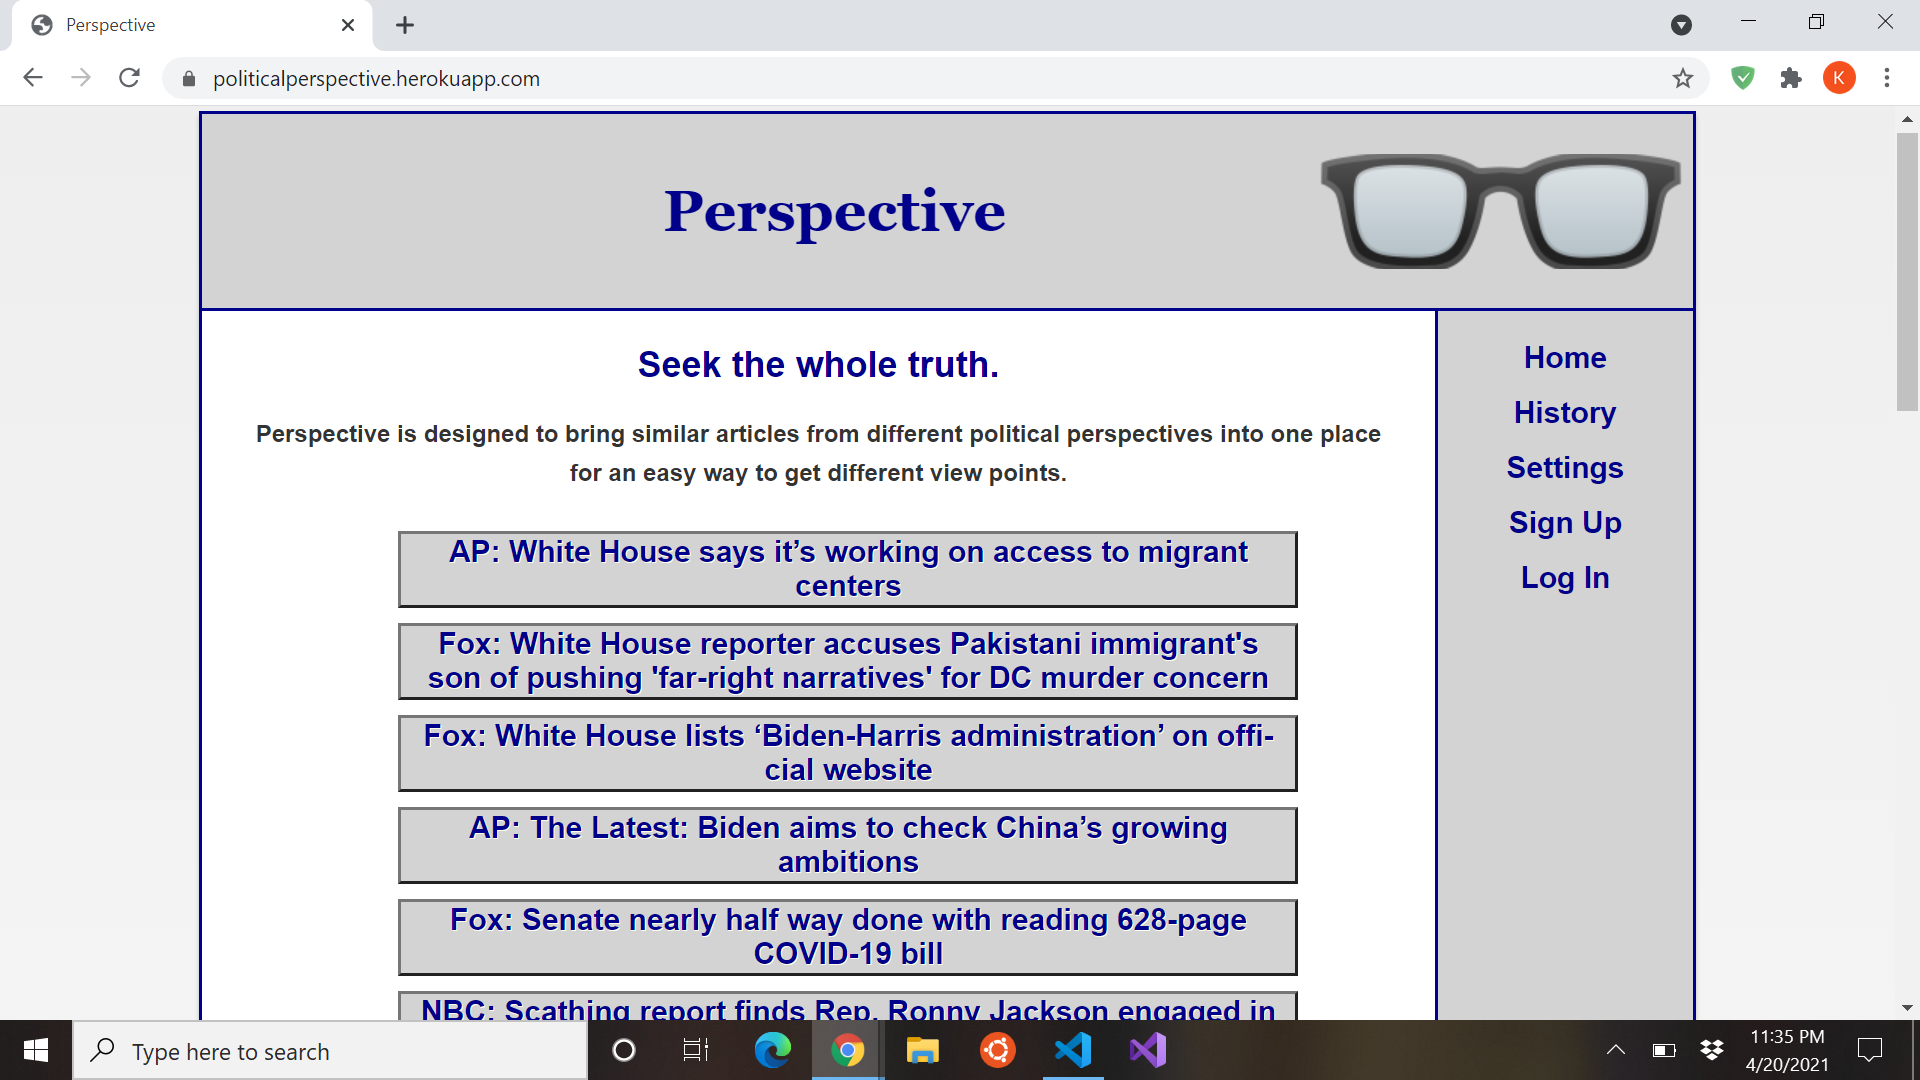 Perspective
politicalperspective.herokuapp.com
K
Perspective
Seek the whole truth.
Perspective is designed to bring similar articles from different political perspectives into one place
for an easy way to get different view points.
AP: White House says it’s working on access to migrant
centers
Fox: White House reporter accuses Pakistani immigrant's
son of pushing 'far-right narratives' for DC murder concern
Fox: White House lists ‘Biden-Harris administration’ on offi-
cial website
AP: The Latest: Biden aims to check China’s growing
ambitions
Fox: Senate nearly half way done with reading 628-page
COVID-19 bill
NBC: Scathing report finds Rep. Ronny Jackson engaged in
Home
History
Settings
Sign Up
Log In
Type here to search
11:35 PM
4/20/2021